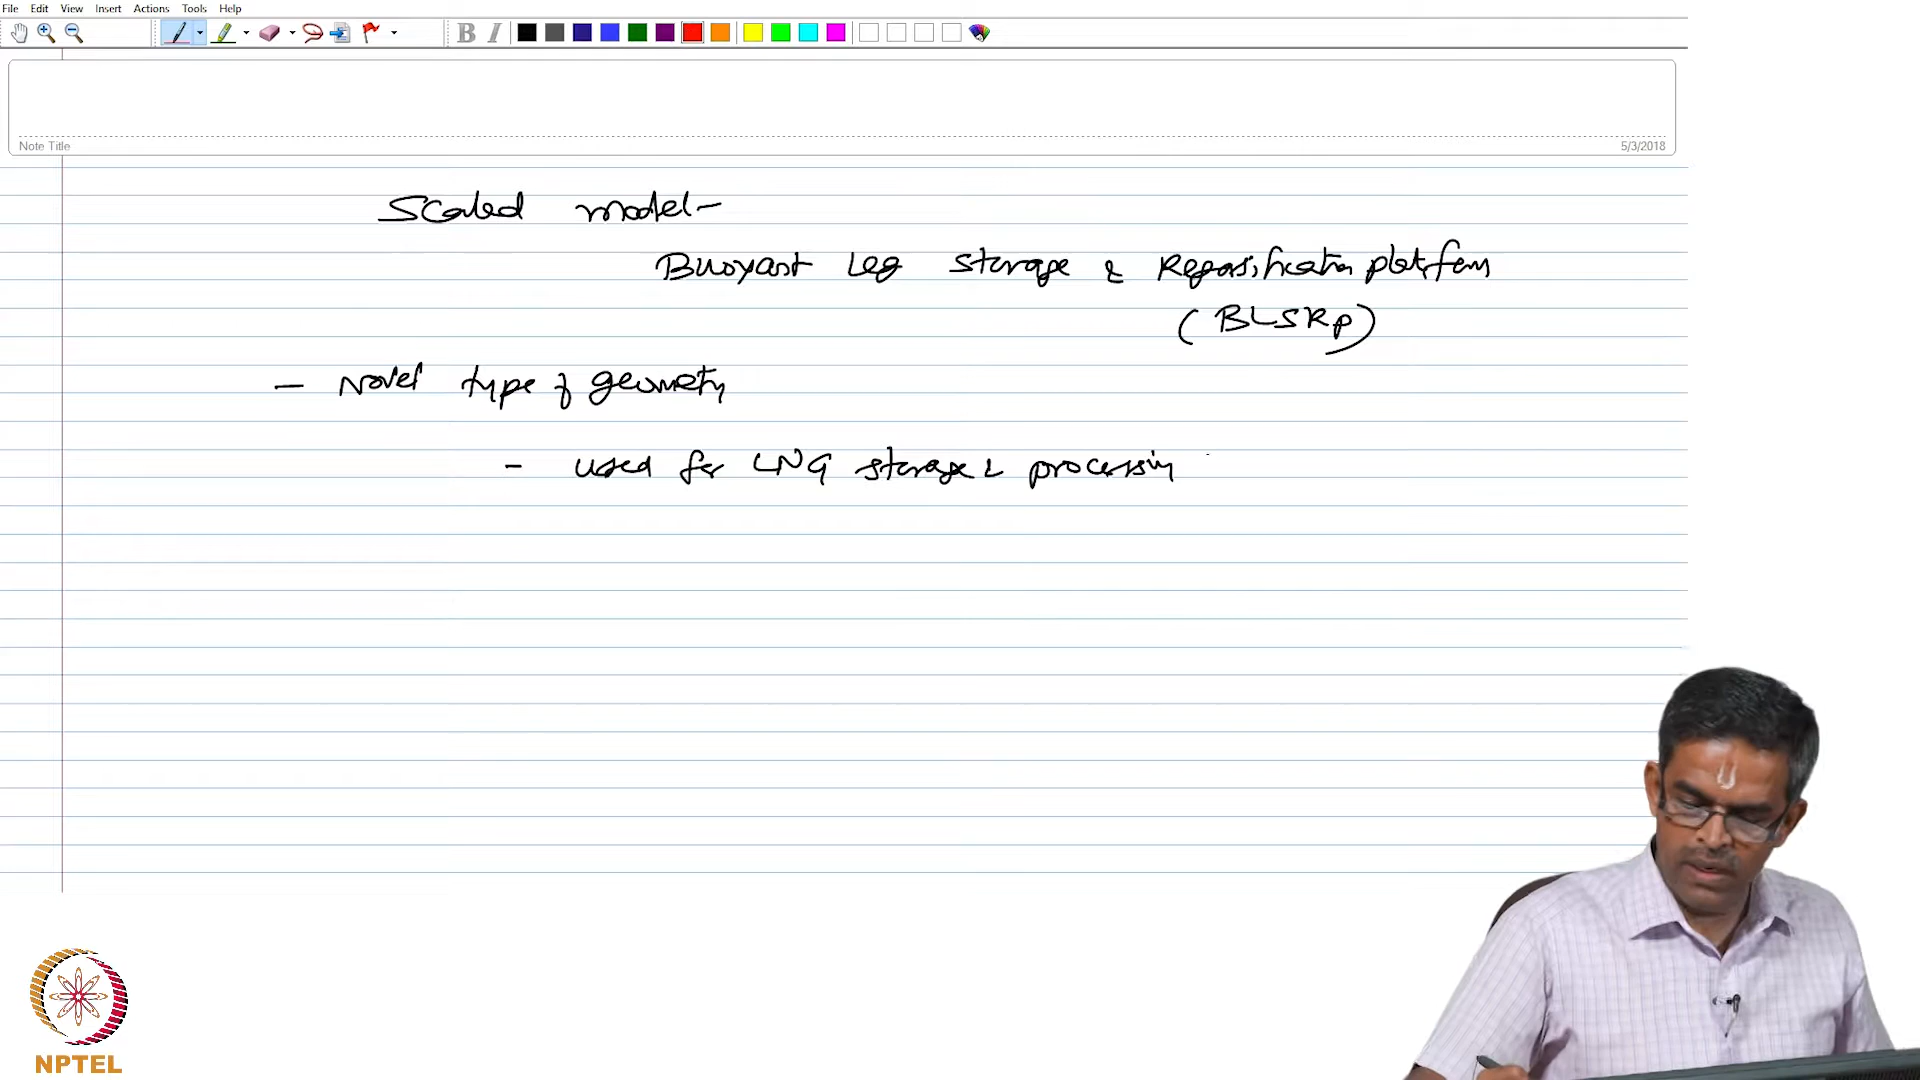 File Edit View Insert Actions Tools Help
B I
Note Title
5/3/2018
Scaled model-
Buoyant Leg storage & Regassification platform
(BLSRP)
- Novel type of geometry
- used for LNG storage & processing
NPTEL